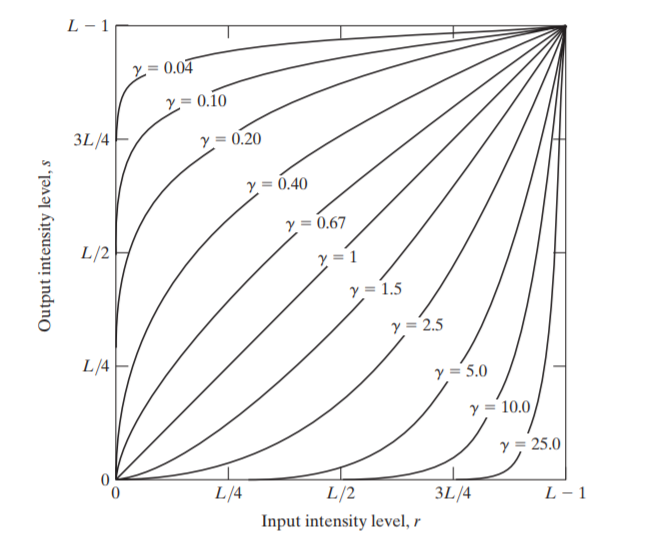 L − 1
γ = 0.04
γ = 0.10
3L/4
γ = 0.20
γ = 0.40
γ = 0.67
Output intensity level, s
L/2
γ = 1
γ = 1.5
γ = 2.5
L/4
γ = 5.0
γ = 10.0
γ = 25.0
0
0 L/4 L/2 3L/4 L − 1
Input intensity level, r